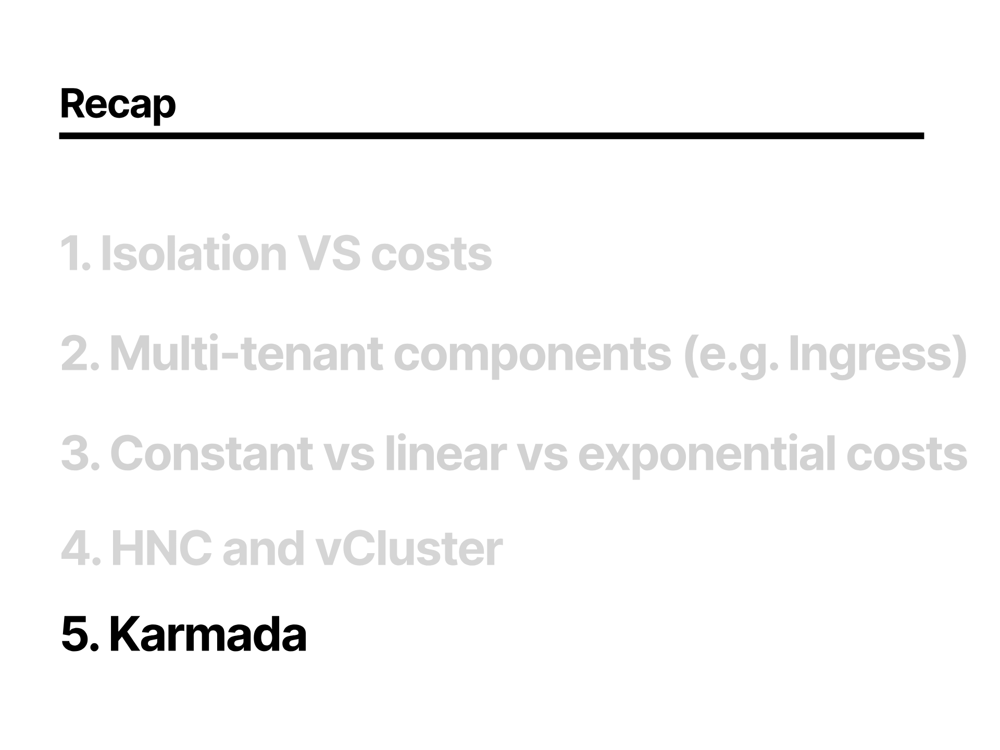 Recap
1. Isolation VS costs
2. Multi-tenant components (e.g. Ingress)
3. Constant vs linear vs exponential costs
4. HNC and vCluster
5. Karmada